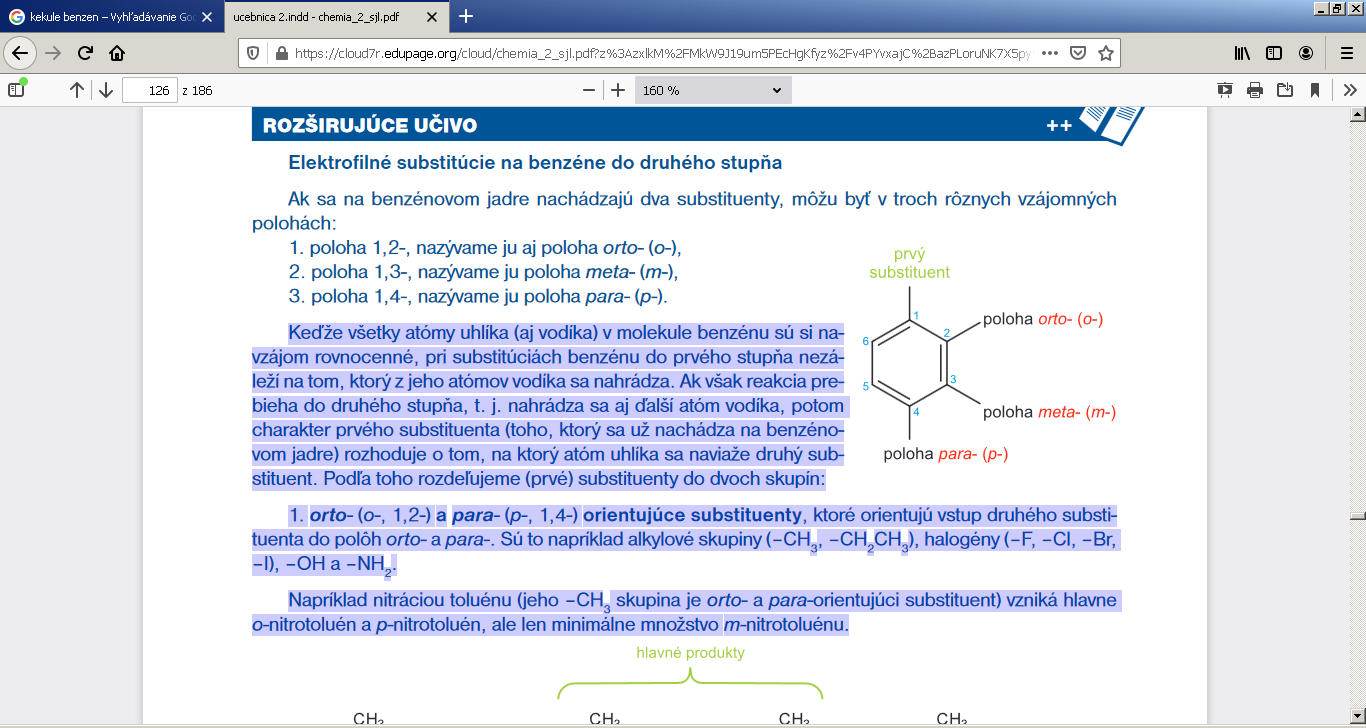 kekule benzen – Vyhľadávanie Goo
ucebnica 2.indd - chemia_2_sjl.pdf
https://cloud7r.edupage.org/cloud/chemia_2_sjl.pdf?z%3AzxlkM%2FMkW9J19um5PEcHgKfyz%2Fv4PYvxajC%2BazPLoruNK7X5py
126 z 186
160 %
ROZŠIRUJÚCE UČIVO ++
Elektrofilné substitúcie na benzéne do druhého stupňa
Ak sa na benzénovom jadre nachádzajú dva substituenty, môžu byť v troch rôznych vzájomných
polohách:
1. poloha 1,2-, nazývame ju aj poloha orto- (o-),
2. poloha 1,3-, nazývame ju poloha meta- (m-),
3. poloha 1,4-, nazývame ju poloha para- (p-).
prvý
substituent
1
2
3
4
5
6
poloha orto- (o-)
poloha meta- (m-)
poloha para- (p-)
Keďže všetky atómy uhlíka (aj vodíka) v molekule benzénu sú si na-
vzájom rovnocenné, pri substitúciách benzénu do prvého stupňa nezá-
leží na tom, ktorý z jeho atómov vodíka sa nahrádza. Ak však reakcia pre-
bieha do druhého stupňa, t. j. nahrádza sa aj ďalší atóm vodíka, potom
charakter prvého substituenta (toho, ktorý sa už nachádza na benzéno-
vom jadre) rozhoduje o tom, na ktorý atóm uhlíka sa naviaže druhý sub-
stituent. Podľa toho rozdeľujeme (prvé) substituenty do dvoch skupín:
1. orto- (o-, 1,2-) a para- (p-, 1,4-) orientujúce substituenty, ktoré orientujú vstup druhého substi-
tuenta do polôh orto- a para-. Sú to napríklad alkylové skupiny (–CH₃, –CH₂CH₃), halogény (–F, –Cl, –Br,
–I), –OH a –NH₂.
Napríklad nitráciou toluénu (jeho –CH₃ skupina je orto- a para-orientujúci substituent) vzniká hlavne
o-nitrotoluén a p-nitrotoluén, ale len minimálne množstvo m-nitrotoluénu.
hlavné produkty
CH₃ CH₃ CH₃ CH₃